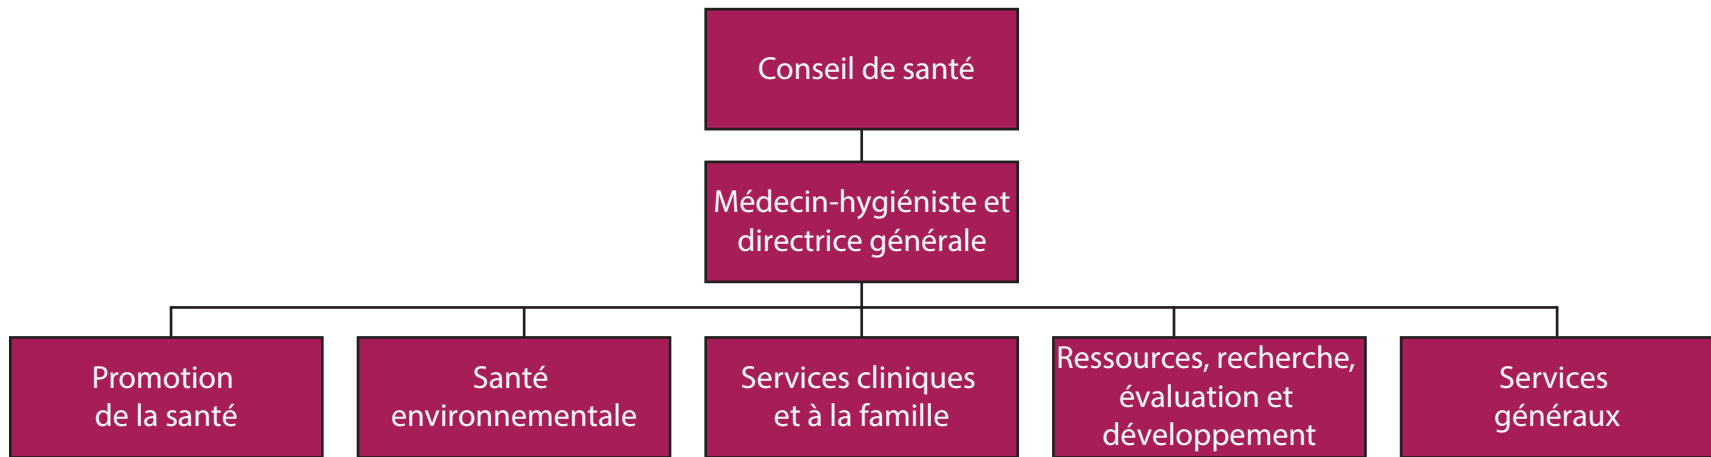 Conseil de santé
Médecin-hygiéniste et
directrice générale
Promotion
de la santé
Santé
environnementale
Services cliniques
et à la famille
Ressources, recherche,
évaluation et
développement
Services
généraux